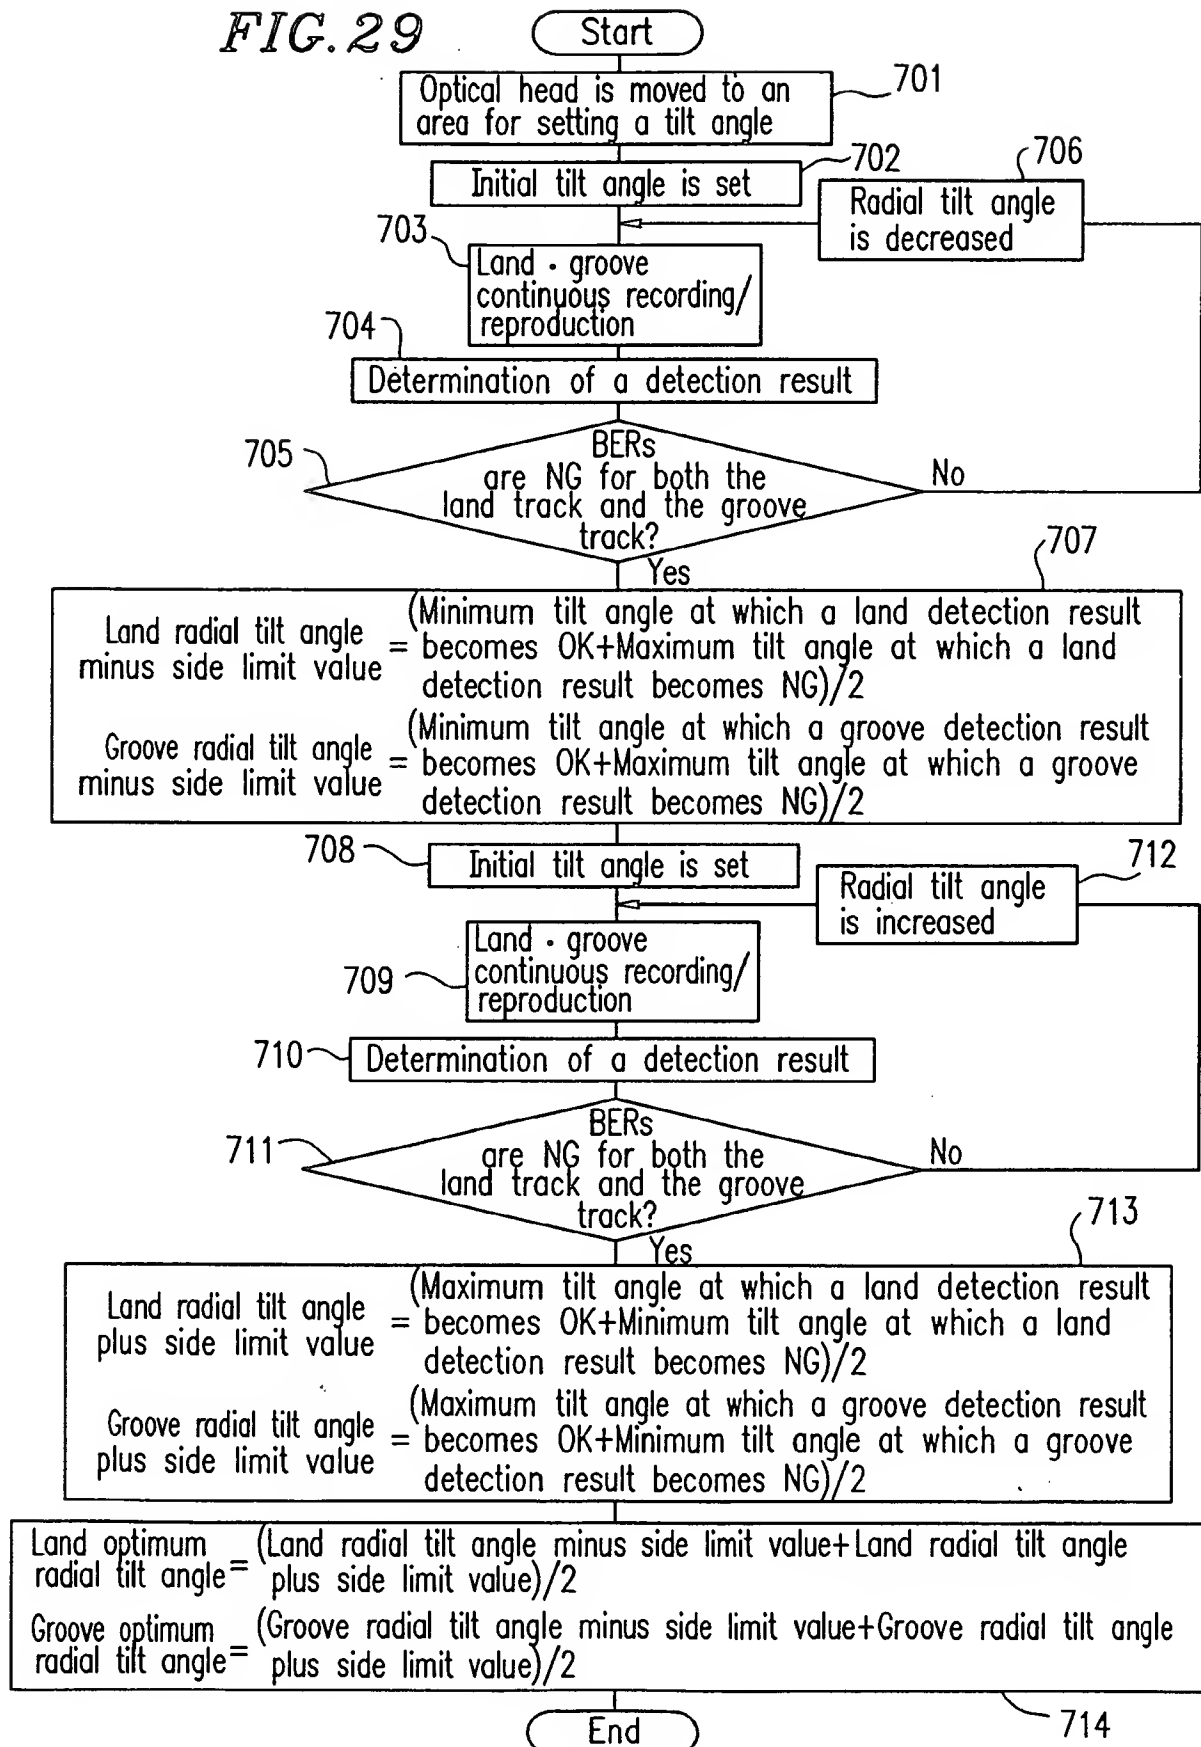 FIG. 29
Start
701
Optical head is moved to an
area for setting a tilt angle
702
Initial tilt angle is set
706
Radial tilt angle
is decreased
703
Land · groove
continuous recording/
reproduction
704
Determination of a detection result
705
BERs
are NG for both the
land track and the groove
track?
No
Yes
707
Land radial tilt angle
minus side limit value
=
(Minimum tilt angle at which a land detection result
becomes OK+Maximum tilt angle at which a land
detection result becomes NG)/2
Groove radial tilt angle
minus side limit value
=
(Minimum tilt angle at which a groove detection result
becomes OK+Maximum tilt angle at which a groove
detection result becomes NG)/2
708
Initial tilt angle is set
712
Radial tilt angle
is increased
709
Land · groove
continuous recording/
reproduction
710
Determination of a detection result
711
BERs
are NG for both the
land track and the groove
track?
No
Yes
713
Land radial tilt angle
plus side limit value
=
(Maximum tilt angle at which a land detection result
becomes OK+Minimum tilt angle at which a land
detection result becomes NG)/2
Groove radial tilt angle
plus side limit value
=
(Maximum tilt angle at which a groove detection result
becomes OK+Minimum tilt angle at which a groove
detection result becomes NG)/2
Land optimum
radial tilt angle
=
(Land radial tilt angle minus side limit value+Land radial tilt angle
plus side limit value)/2
Groove optimum
radial tilt angle
=
(Groove radial tilt angle minus side limit value+Groove radial tilt angle
plus side limit value)/2
714
End